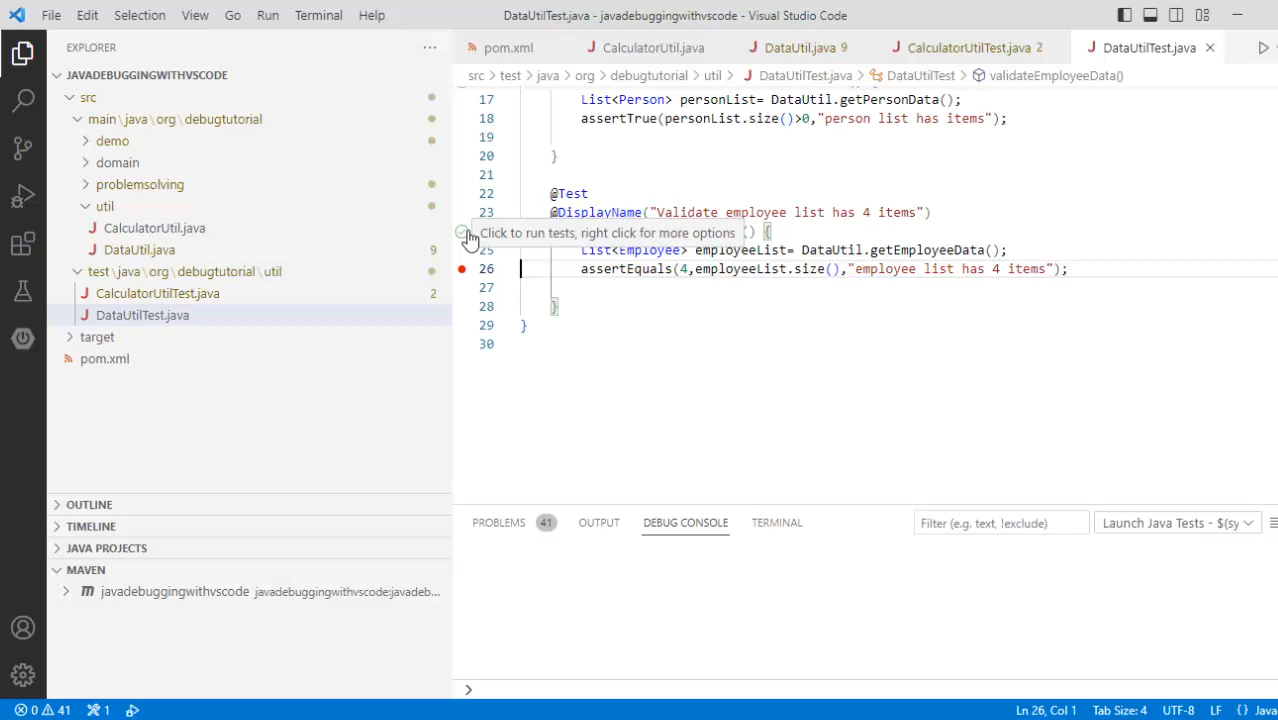 File Edit Selection View Go Run Terminal Help
DataUtilTest.java - javadebuggingwithvscode - Visual Studio Code
EXPLORER
JAVADEBUGGINGWITHVSCODE
src
main\java\org\debugtutorial
demo
domain
problemsolving
util
CalculatorUtil.java
DataUtil.java 9
test\java\org\debugtutorial\util
CalculatorUtilTest.java 2
DataUtilTest.java
target
pom.xml
OUTLINE
TIMELINE
JAVA PROJECTS
MAVEN
javadebuggingwithvscode javadebuggingwithvscode:javadeb...
pom.xml CalculatorUtil.java DataUtil.java 9 CalculatorUtilTest.java 2 DataUtilTest.java
src > test > java > org > debugtutorial > util > DataUtilTest.java > DataUtilTest > validateEmployeeData()
17 List<Person> personList= DataUtil.getPersonData();
18 assertTrue(personList.size()>0,"person list has items");
19
20 }
21
22 @Test
23 @DisplayName("Validate employee list has 4 items")
Click to run tests, right click for more options ) {
25 List<Employee> employeeList= DataUtil.getEmployeeData();
26 assertEquals(4,employeeList.size(),"employee list has 4 items");
27
28 }
29 }
30
PROBLEMS 41 OUTPUT DEBUG CONSOLE TERMINAL
Filter (e.g. text, !exclude) Launch Java Tests - $(sy
>
0 41 1
Ln 26, Col 1 Tab Size: 4 UTF-8 LF {} Java